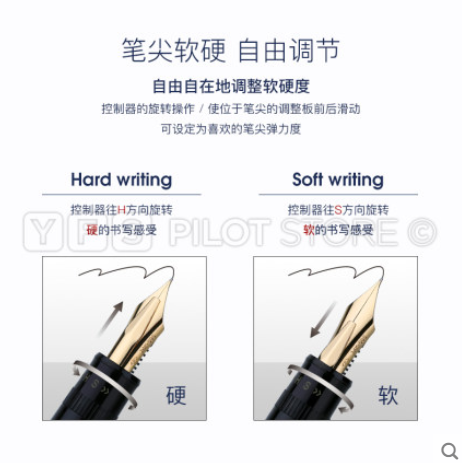 笔尖软硬 自由调节
自由自在地调整软硬度
控制器的旋转操作 / 使位于笔尖的调整板前后滑动
可设定为喜欢的笔尖弹力度
Hard writing
Soft writing
控制器往H方向旋转
控制器往S方向旋转
YFS PILOT STORE ©
硬的书写感受
软的书写感受
硬
软
S
S